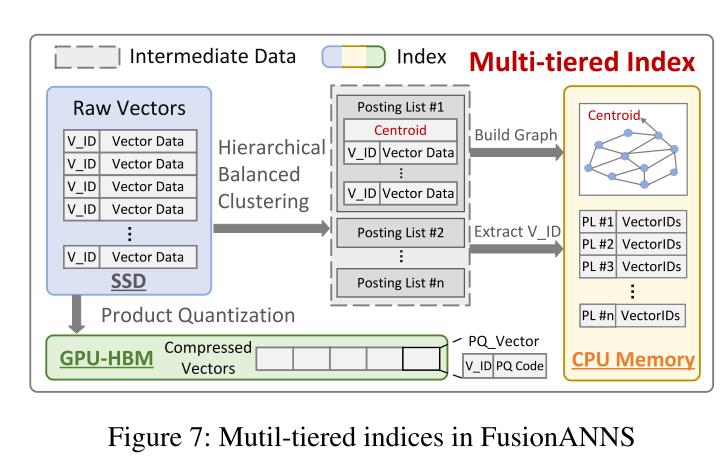 Intermediate Data
Index
Multi-tiered Index
Raw Vectors
V_ID Vector Data
V_ID Vector Data
V_ID Vector Data
V_ID Vector Data
⋮
V_ID Vector Data
SSD
Hierarchical
Balanced
Clustering
Posting List #1
Centroid
V_ID Vector Data
⋮
V_ID Vector Data
Posting List #2
⋮
Posting List #n
Build Graph
Extract V_ID
Centroid
PL #1 VectorIDs
PL #2 VectorIDs
PL #3 VectorIDs
⋮
PL #n VectorIDs
CPU Memory
Product Quantization
GPU-HBM
Compressed
Vectors
PQ_Vector
V_ID PQ Code
Figure 7: Mutil-tiered indices in FusionANNS